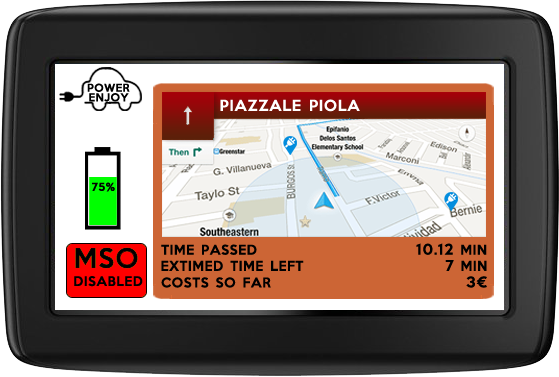 POWER
ENJOY
75%
MSO
DISABLED
PIAZZALE PIOLA
Then
Greenstar
Epifanio
Delos Santos
Elementary School
G. Villanueva
Taylo St
BURGOS St
Marconi
Edison
F.Victor
Bernie
Southeastern
TIME PASSED 10.12 MIN
EXTIMED TIME LEFT 7 MIN
COSTS SO FAR 3€